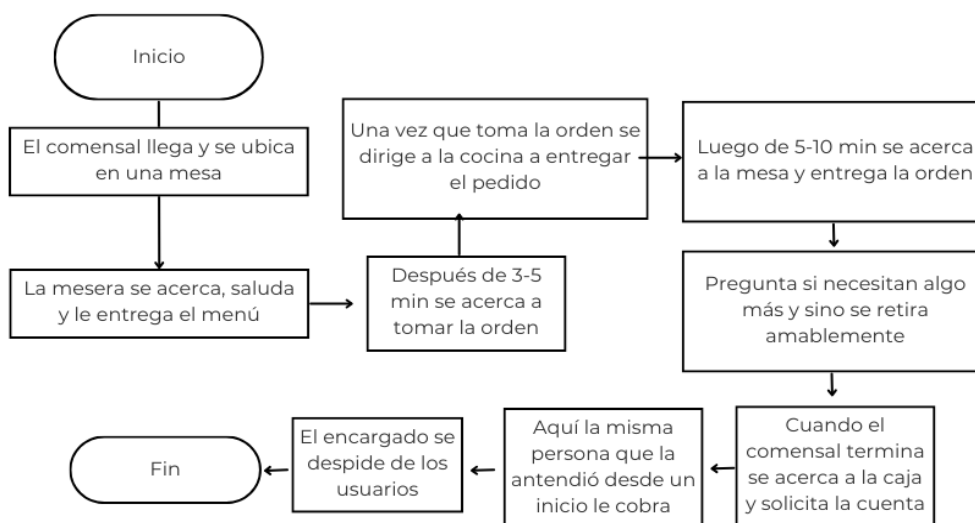 Inicio
El comensal llega y se ubica
en una mesa
La mesera se acerca, saluda
y le entrega el menú
Después de 3-5
min se acerca a
tomar la orden
Una vez que toma la orden se
dirige a la cocina a entregar
el pedido
Luego de 5-10 min se acerca
a la mesa y entrega la orden
Pregunta si necesitan algo
más y sino se retira
amablemente
Cuando el
comensal termina
se acerca a la caja
y solicita la cuenta
Aquí la misma
persona que la
antendió desde un
inicio le cobra
El encargado se
despide de los
usuarios
Fin